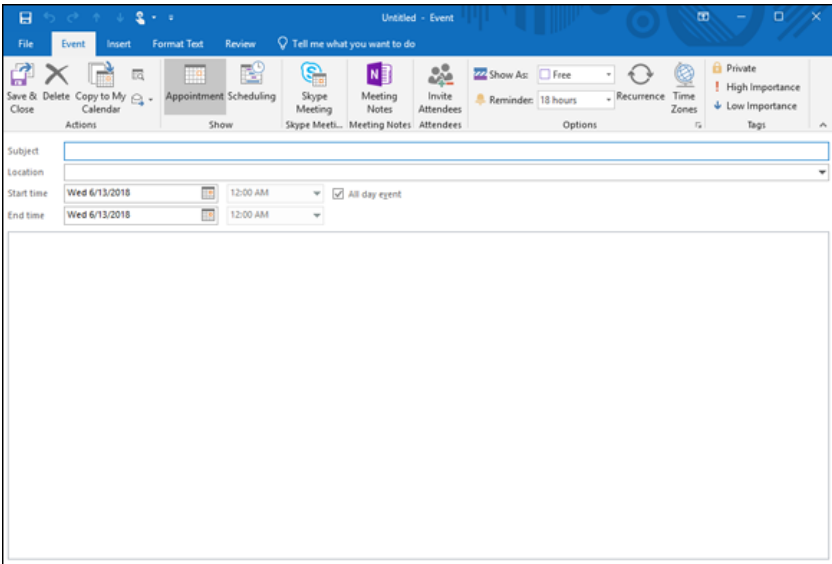 Untitled - Event
File Event Insert Format Text Review Tell me what you want to do
Save & Close Delete Copy to My Calendar Appointment Scheduling Skype Meeting Meeting Notes Invite Attendees Show As: Free Reminder: 18 hours Recurrence Time Zones Private High Importance Low Importance
Actions Show Skype Meeti... Meeting Notes Attendees Options Tags
Subject
Location
Start time Wed 6/13/2018 12:00 AM All day event
End time Wed 6/13/2018 12:00 AM